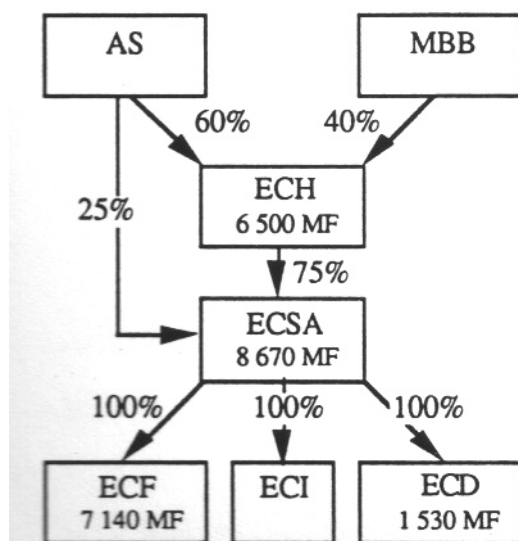 AS
MBB
60%
40%
25%
ECH
6 500 MF
75%
ECSA
8 670 MF
100%
100%
100%
ECF
7 140 MF
ECI
ECD
1 530 MF